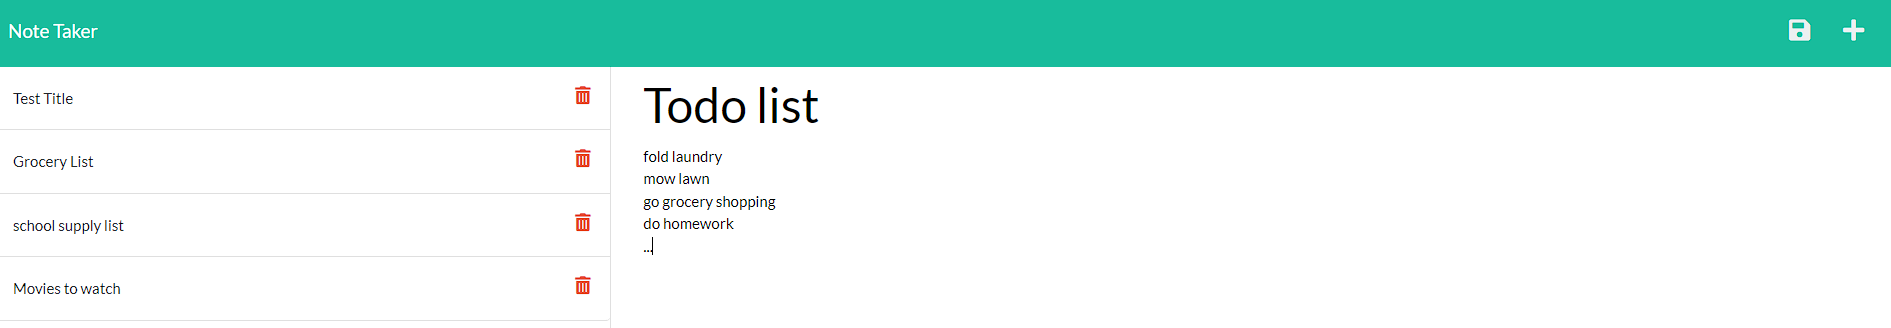 Note Taker
Test Title
Grocery List
school supply list
Movies to watch
Todo list
fold laundry
mow lawn
go grocery shopping
do homework
...